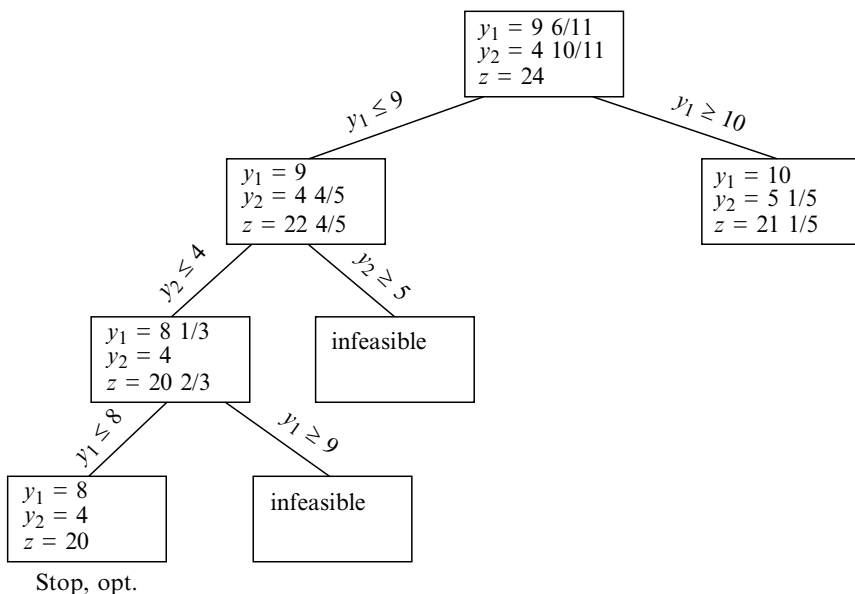 y₁ = 9 6/11
y₂ = 4 10/11
z = 24
y₁ ≤ 9
y₁ ≥ 10
y₁ = 9
y₂ = 4 4/5
z = 22 4/5
y₁ = 10
y₂ = 5 1/5
z = 21 1/5
y₂ ≤ 4
y₂ ≥ 5
y₁ = 8 1/3
y₂ = 4
z = 20 2/3
infeasible
y₁ ≤ 8
y₁ ≥ 9
y₁ = 8
y₂ = 4
z = 20
infeasible
Stop, opt.